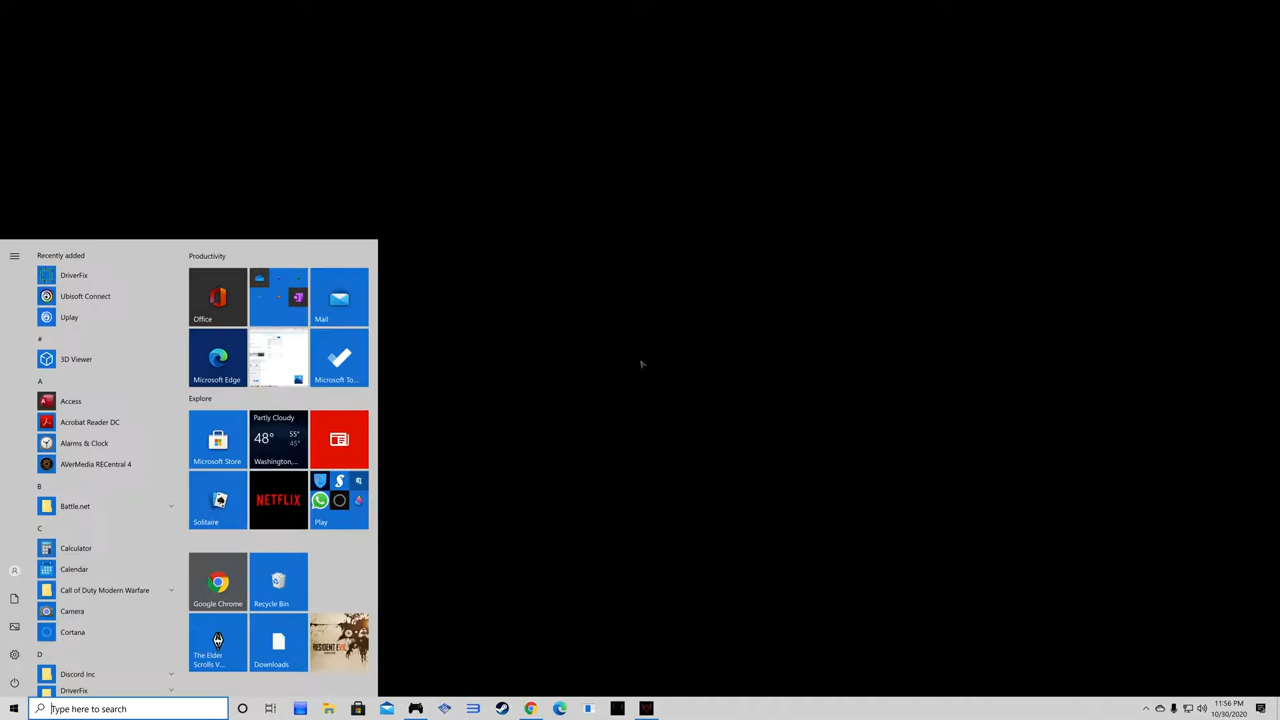 Recently added
DriverFix
Ubisoft Connect
Uplay
#
3D Viewer
A
Access
Acrobat Reader DC
Alarms & Clock
AVerMedia RECentral 4
B
Battle.net
C
Calculator
Calendar
Call of Duty Modern Warfare
Camera
Cortana
D
Discord Inc
DriverFix
Productivity
Office
Mail
Microsoft Edge
Microsoft To...
Explore
Microsoft Store
Partly Cloudy
48° 55°
45°
Washington,...
Solitaire
NETFLIX
Play
Google Chrome
Recycle Bin
The Elder
Scrolls V...
Downloads
RESIDENT EVIL
Type here to search
11:56 PM
10/30/2020